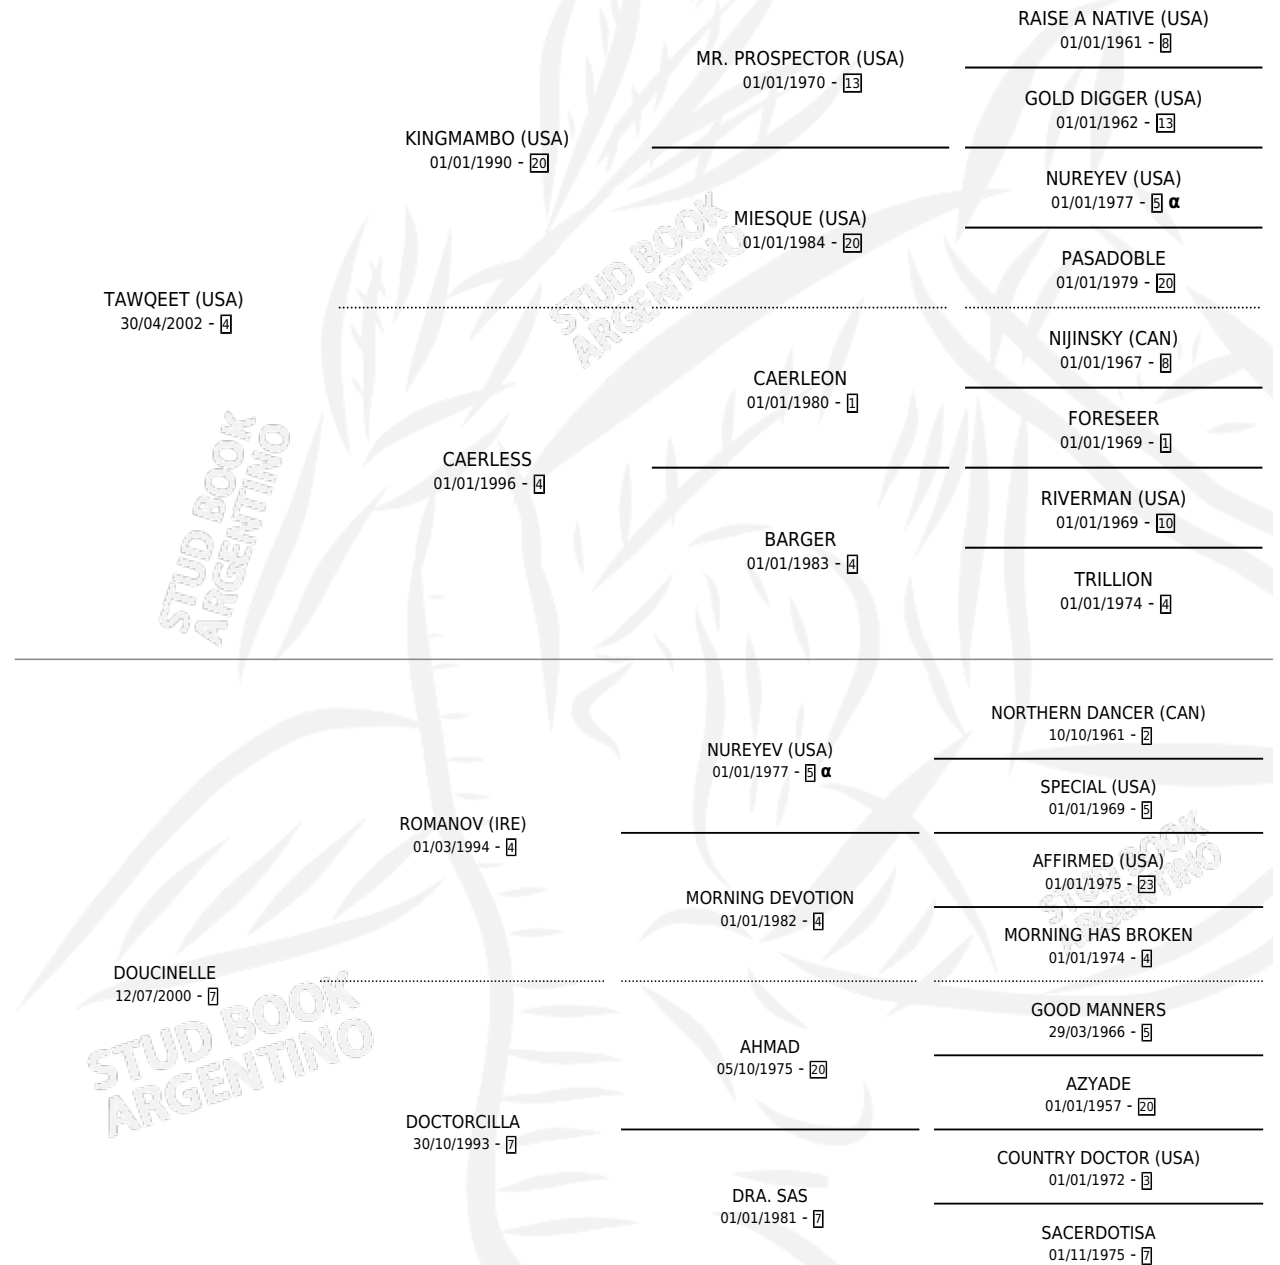 RAISE A NATIVE (USA)
01/01/1961 - 8
MR. PROSPECTOR (USA)
01/01/1970 - 13
GOLD DIGGER (USA)
01/01/1962 - 13
KINGMAMBO (USA)
01/01/1990 - 20
NUREYEV (USA)
01/01/1977 - 5 α
MIESQUE (USA)
01/01/1984 - 20
PASADOBLE
01/01/1979 - 20
TAWQEET (USA)
30/04/2002 - 4
NIJINSKY (CAN)
01/01/1967 - 8
CAERLEON
01/01/1980 - 1
FORESEER
01/01/1969 - 1
CAERLESS
01/01/1996 - 4
RIVERMAN (USA)
01/01/1969 - 10
BARGER
01/01/1983 - 4
TRILLION
01/01/1974 - 4
NORTHERN DANCER (CAN)
10/10/1961 - 2
NUREYEV (USA)
01/01/1977 - 5 α
SPECIAL (USA)
01/01/1969 - 5
ROMANOV (IRE)
01/03/1994 - 4
AFFIRMED (USA)
01/01/1975 - 23
MORNING DEVOTION
01/01/1982 - 4
MORNING HAS BROKEN
01/01/1974 - 4
DOUCINELLE
12/07/2000 - 7
GOOD MANNERS
29/03/1966 - 5
AHMAD
05/10/1975 - 20
AZYADE
01/01/1957 - 20
DOCTORCILLA
30/10/1993 - 7
COUNTRY DOCTOR (USA)
01/01/1972 - 3
DRA. SAS
01/01/1981 - 7
SACERDOTISA
01/11/1975 - 7
STUD BOOK
ARGENTINO
STUD BOOK
ARGENTINO
STUD BOOK
ARGENTINO
STUD BOOK
ARGENTINO